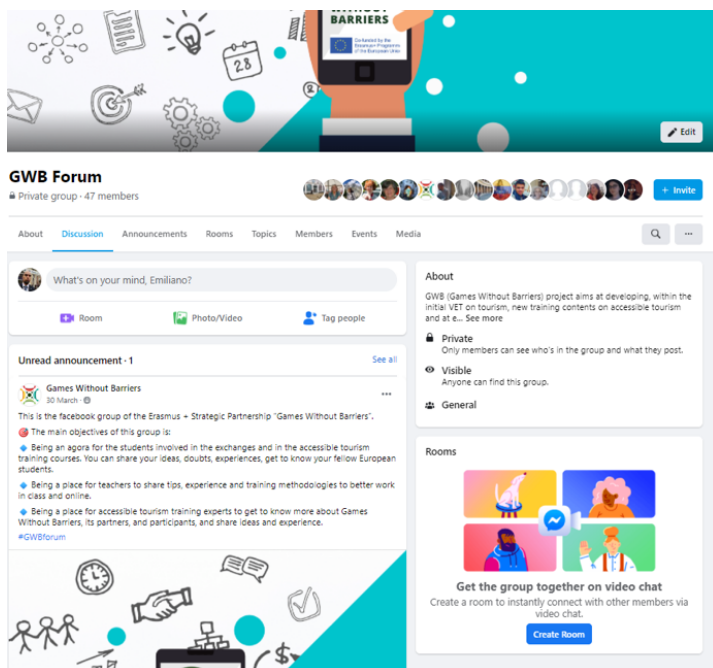 WITHOUT
BARRIERS
Co-funded by the
Erasmus+ Programme
of the European Union
28
Edit
GWB Forum
Private group · 47 members
+ Invite
About
Discussion
Announcements
Rooms
Topics
Members
Events
Media
What's on your mind, Emiliano?
Room
Photo/Video
Tag people
Unread announcement · 1
See all
Games Without Barriers
30 March ·
This is the facebook group of the Erasmus + Strategic Partnership "Games Without Barriers".
The main objectives of this group is:
Being an agora for the students involved in the exchanges and in the accessible tourism
training courses. You can share your ideas, doubts, experiences, get to know your fellow European
students.
Being a place for teachers to share tips, experience and training methodologies to better work
in class and online.
Being a place for accessible tourism training experts to get to know more about Games
Without Barriers, its partners, and participants, and share ideas and experience.
#GWBforum
About
GWB (Games Without Barriers) project aims at developing, within the
initial VET on tourism, new training contents on accessible tourism
and at e... See more
Private
Only members can see who's in the group and what they post.
Visible
Anyone can find this group.
General
Rooms
Get the group together on video chat
Create a room to instantly connect with other members via
video chat.
Create Room